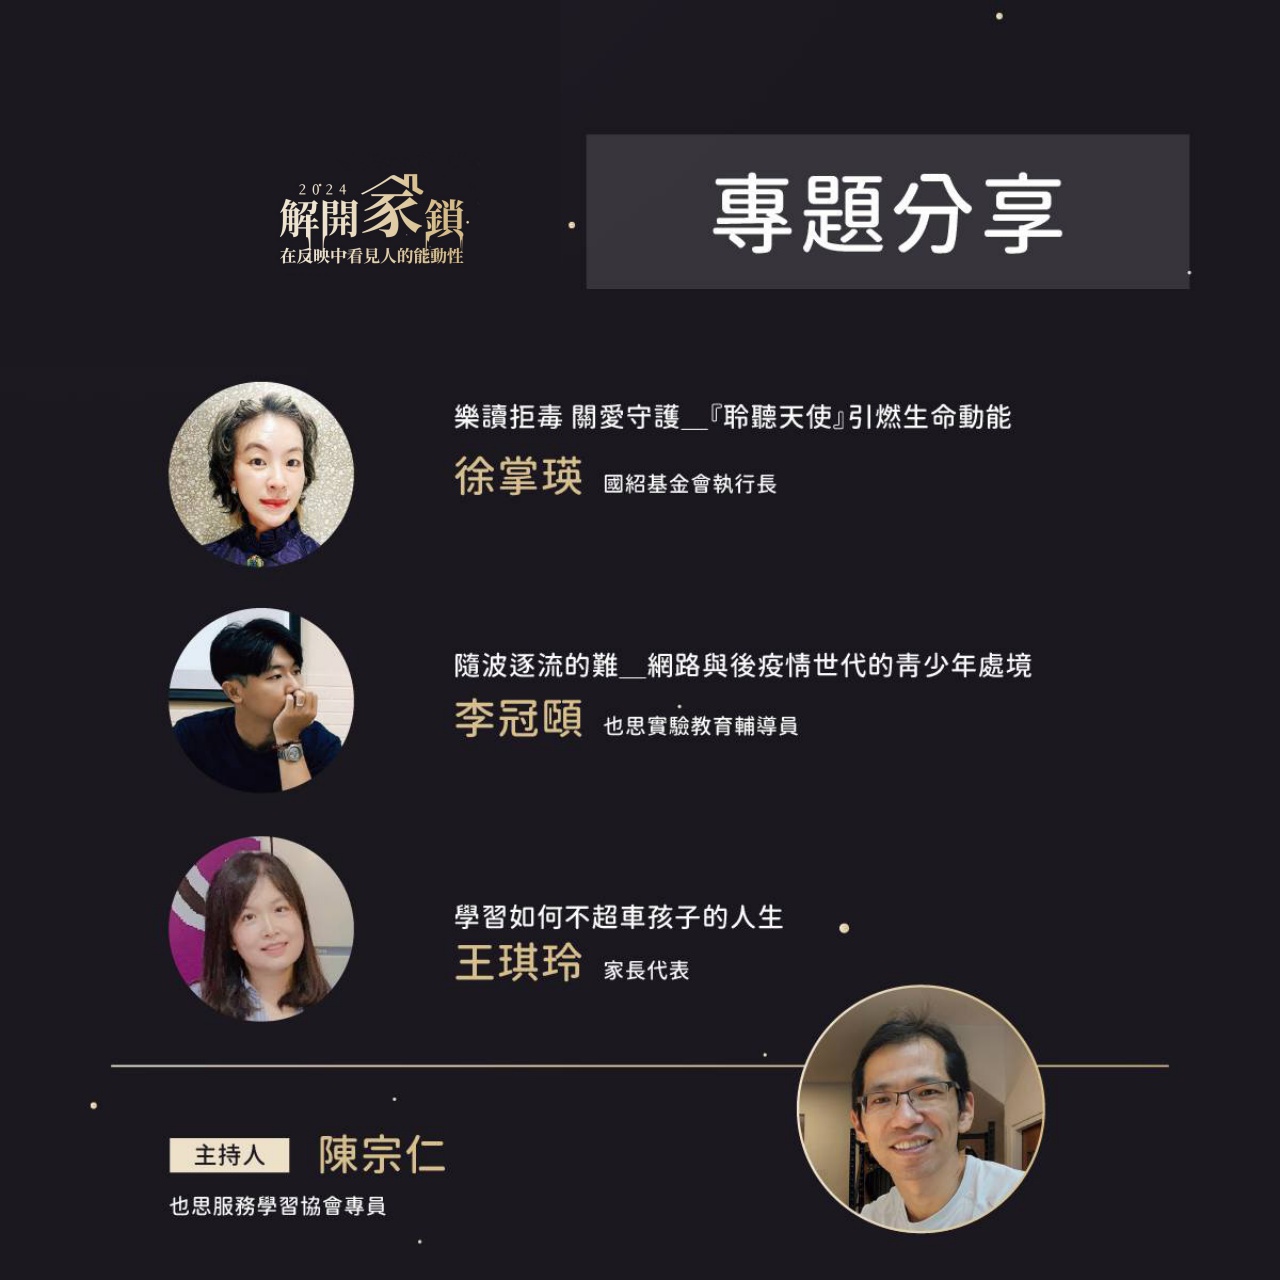 2024
解開家鎖
在反映中看見人的能動性
專題分享
樂讀拒毒 關愛守護__『聆聽天使』引燃生命動能
徐掌瑛 國紹基金會執行長
隨波逐流的難__網路與後疫情世代的青少年處境
李冠頤 也思實驗教育輔導員
學習如何不超車孩子的人生
王琪玲 家長代表
主持人 陳宗仁
也思服務學習協會專員